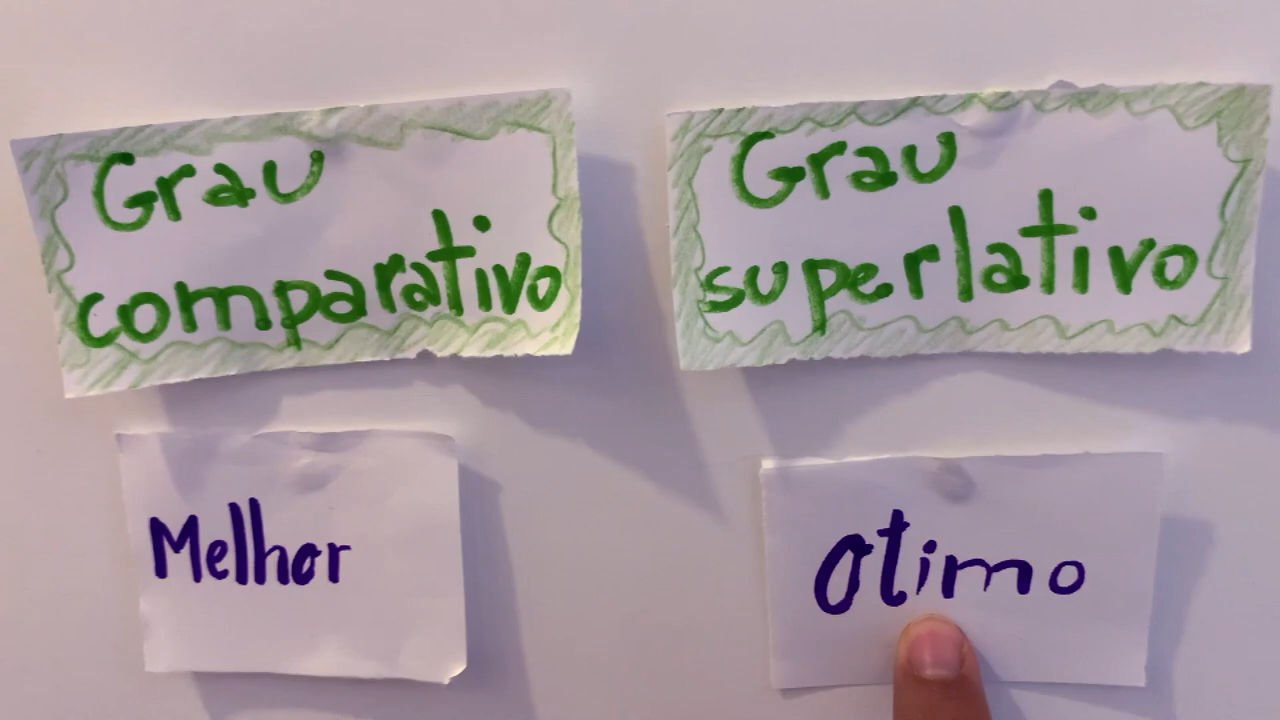 Grau
comparativo
Grau
superlativo
Melhor
Otimo